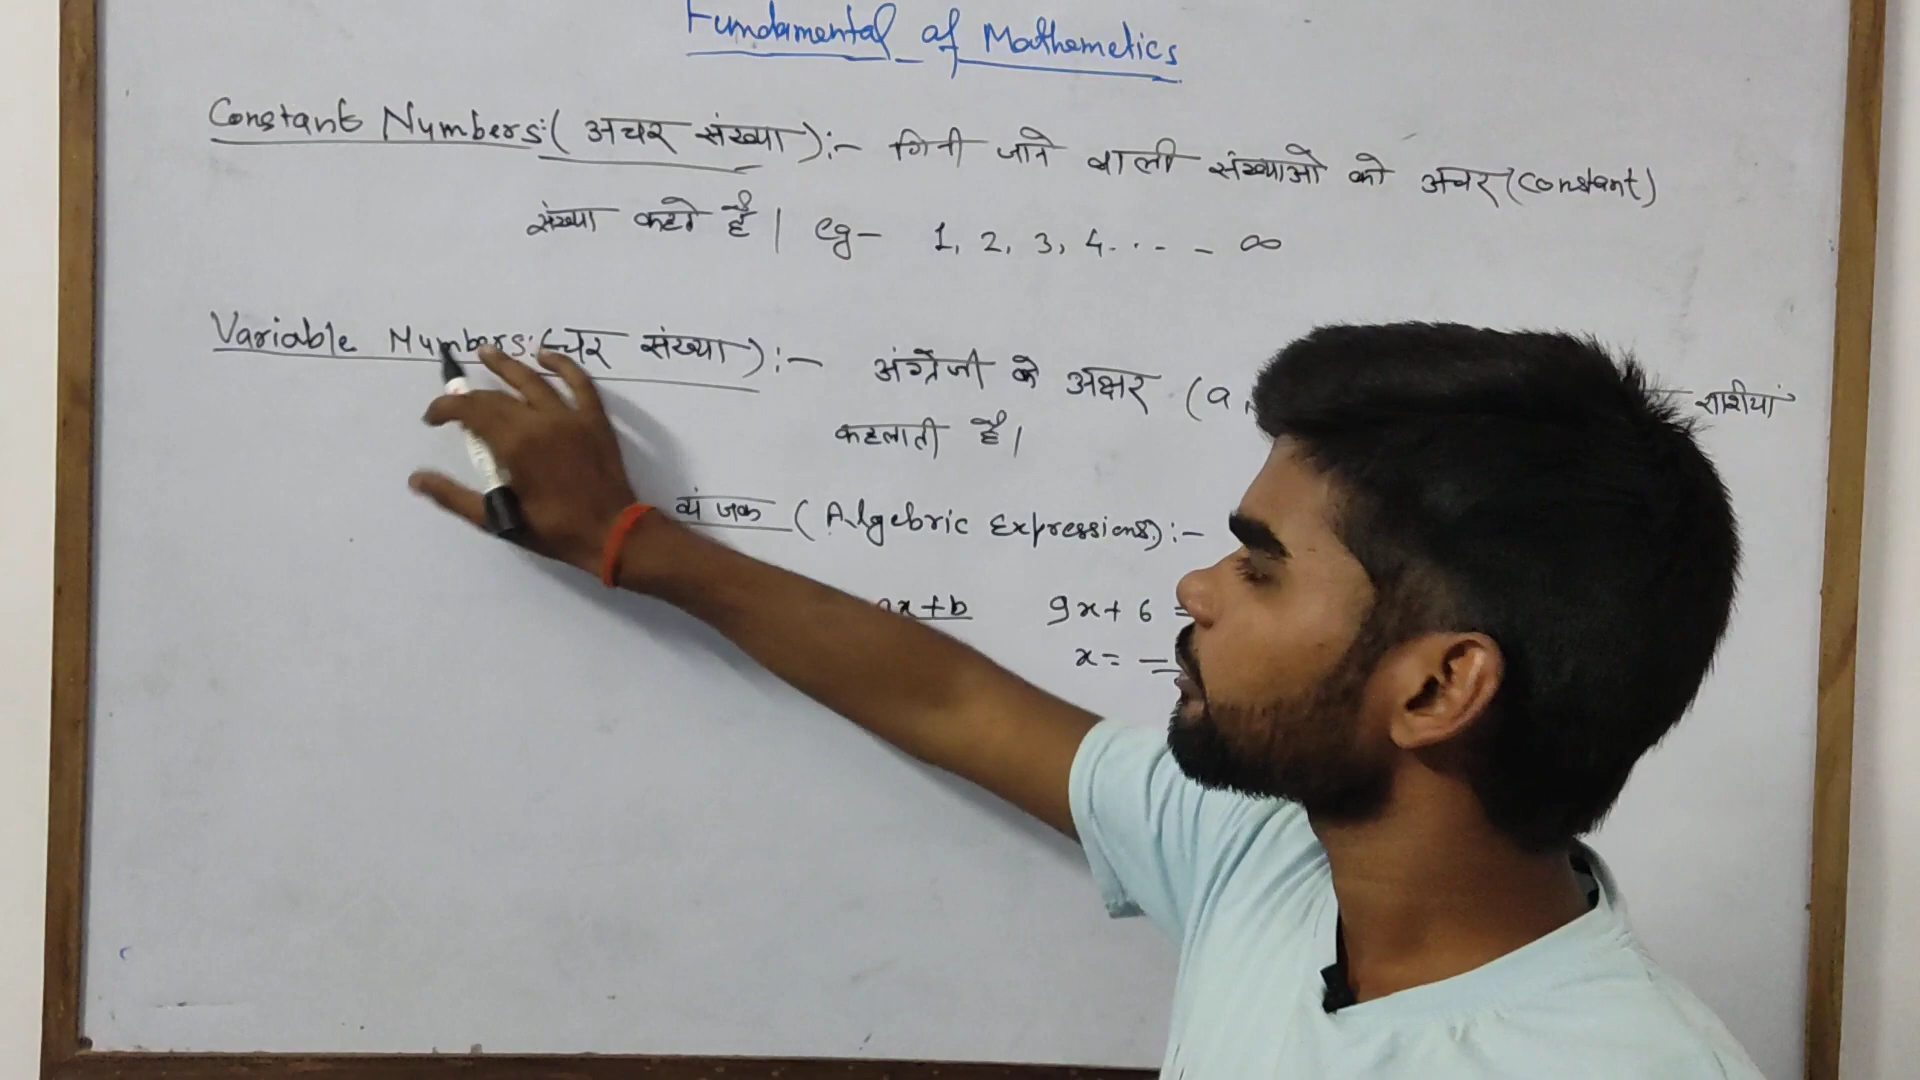 Fundamental of Mathemetics
Constant Numbers:( अचर संख्या ):- गिनी जाने वाली संख्याओ को अचर (constant)
संख्या कहते है | eg- 1, 2, 3, 4... - ∞
Variable Numbers:(चर संख्या ):- अंग्रेजी के अक्षर (a, राशीयां
कहलाती है |
व्यंजक (Algebric Expressions):-
ax+b 9x+ 6 =
x = —